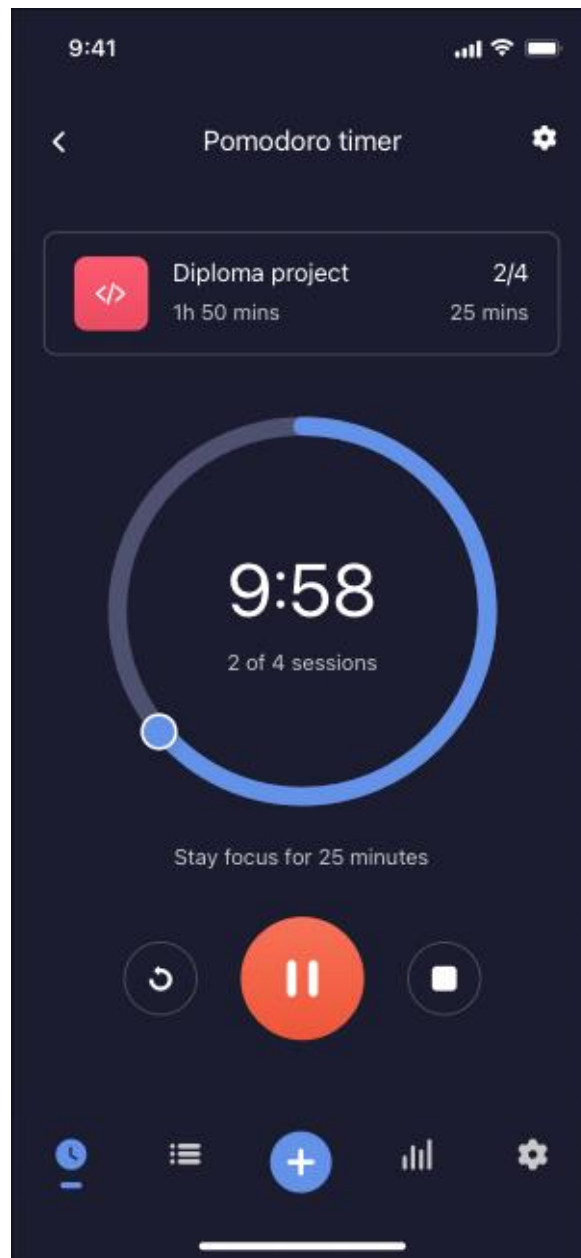 9:41
Pomodoro timer
</>
Diploma project 2/4
1h 50 mins 25 mins
9:58
2 of 4 sessions
Stay focus for 25 minutes